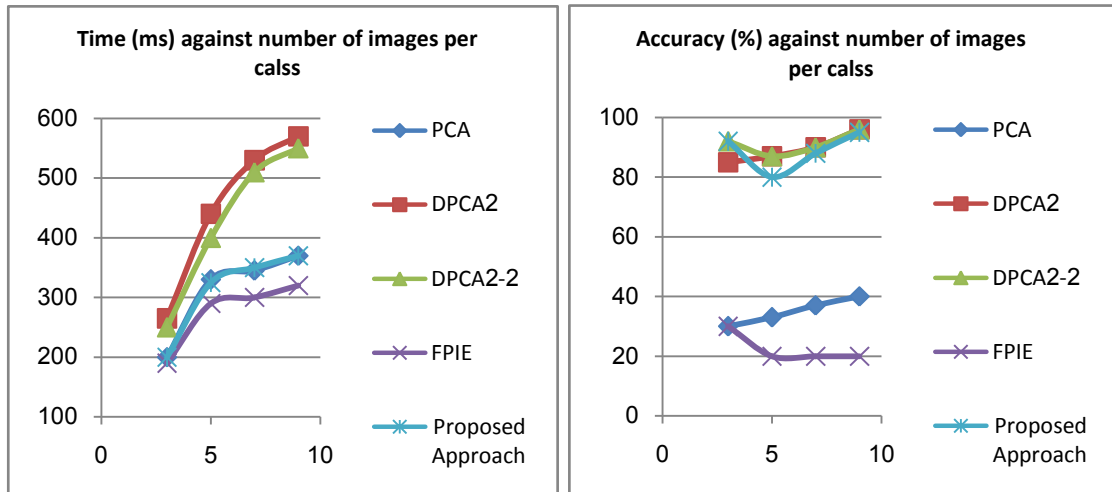 Time (ms) against number of images per
calss
600
500
400
300
200
100
0
5
10
PCA
DPCA2
DPCA2-2
FPIE
Proposed
Approach
Accuracy (%) against number of images
per calss
100
80
60
40
20
0
0
5
10
PCA
DPCA2
DPCA2-2
FPIE
Proposed
Approach